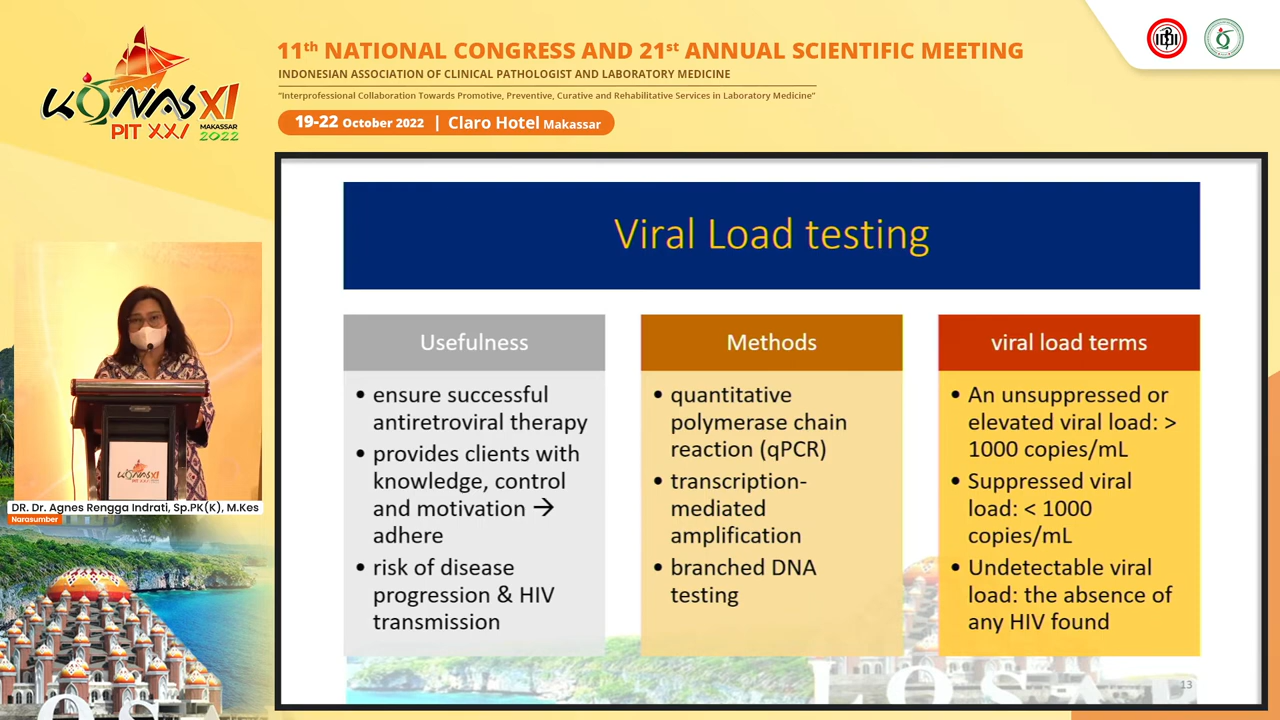 11th NATIONAL CONGRESS AND 21st ANNUAL SCIENTIFIC MEETING
INDONESIAN ASSOCIATION OF CLINICAL PATHOLOGIST AND LABORATORY MEDICINE
"Interprofessional Collaboration Towards Promotive, Preventive, Curative and Rehabilitative Services in Laboratory Medicine"
19-22 October 2022 | Claro Hotel Makassar
KONAS XI
PIT XXI
MAKASSAR
2022
Viral Load testing
Usefulness
• ensure successful
antiretroviral therapy
• provides clients with
knowledge, control
and motivation →
adhere
• risk of disease
progression & HIV
transmission
Methods
• quantitative
polymerase chain
reaction (qPCR)
• transcription-
mediated
amplification
• branched DNA
testing
viral load terms
• An unsuppressed or
elevated viral load: >
1000 copies/mL
• Suppressed viral
load: < 1000
copies/mL
• Undetectable viral
load: the absence of
any HIV found
13
KONAS XI
DR. Dr. Agnes Rengga Indrati, Sp.PK(K), M.Kes
Narasumber